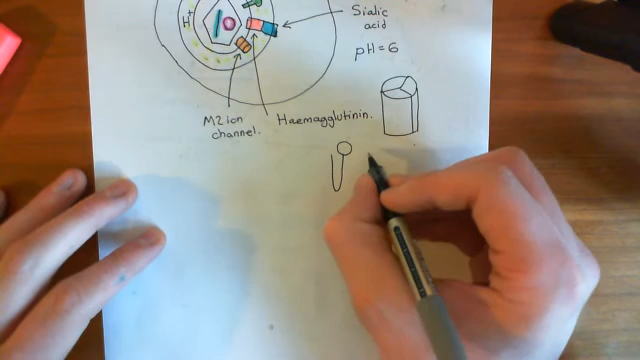 H+
Sialic
acid
pH = 6
M2 ion
channel.
Haemagglutinin.